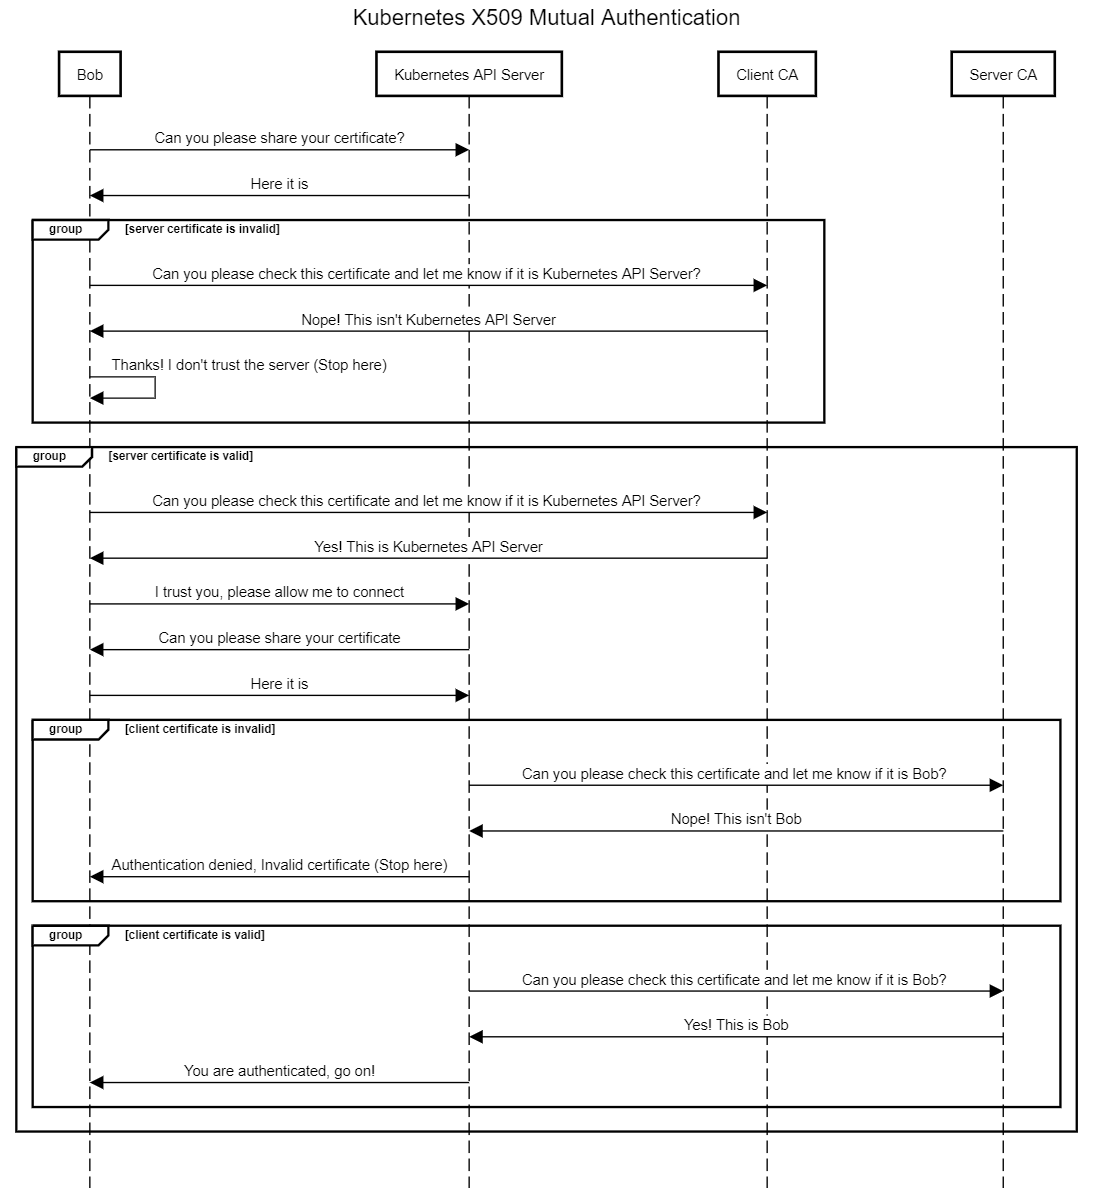 Kubernetes X509 Mutual Authentication
Bob
Kubernetes API Server
Client CA
Server CA
Can you please share your certificate?
Here it is
group
[server certificate is invalid]
Can you please check this certificate and let me know if it is Kubernetes API Server?
Nope! This isn't Kubernetes API Server
Thanks! I don't trust the server (Stop here)
group
[server certificate is valid]
Can you please check this certificate and let me know if it is Kubernetes API Server?
Yes! This is Kubernetes API Server
I trust you, please allow me to connect
Can you please share your certificate
Here it is
group
[client certificate is invalid]
Can you please check this certificate and let me know if it is Bob?
Nope! This isn't Bob
Authentication denied, Invalid certificate (Stop here)
group
[client certificate is valid]
Can you please check this certificate and let me know if it is Bob?
Yes! This is Bob
You are authenticated, go on!